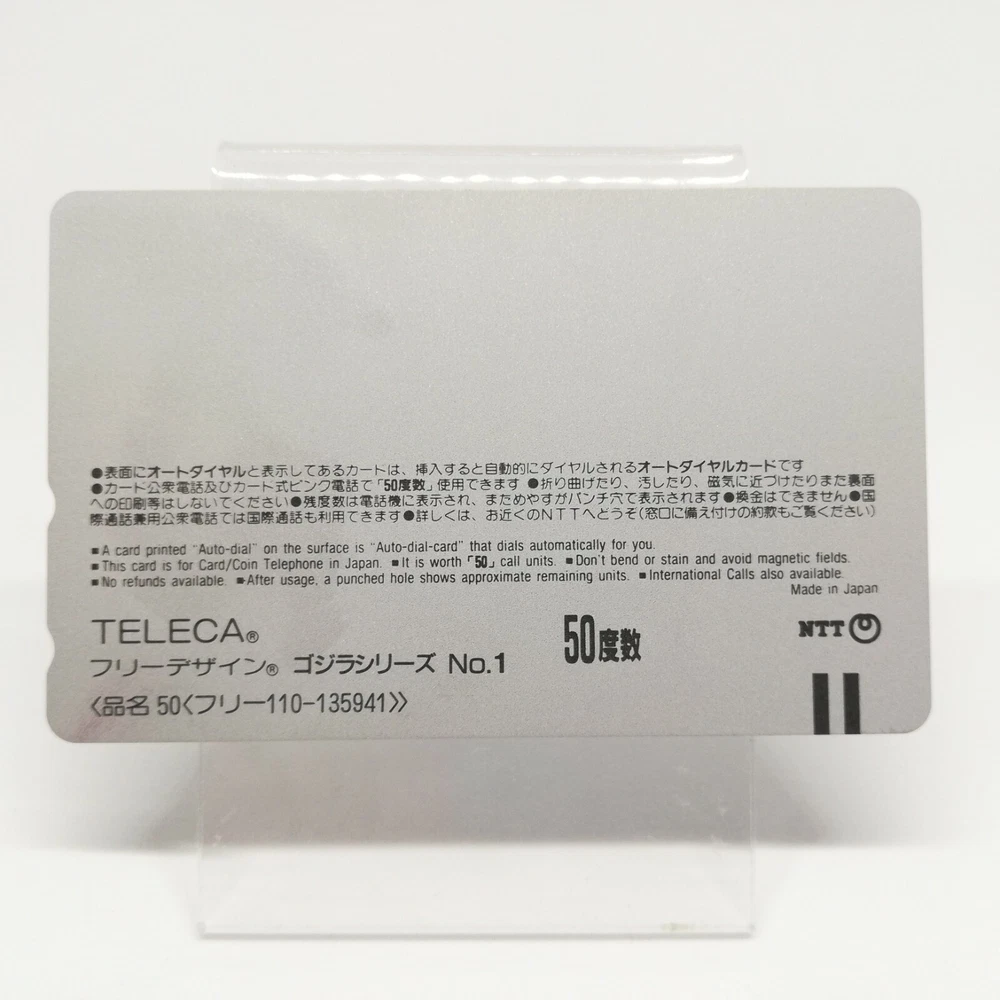 ●表面にオートダイヤルと表示してあるカードは、挿入すると自動的にダイヤルされるオートダイヤルカードです
●カード公衆電話及びカード式ピンク電話で「50度数」使用できます ●折り曲げたり、汚したり、磁気に近づけたりまた裏面
への印刷等はしないでください●残度数は電話機に表示され、まためやすがパンチ穴で表示されます●換金はできません●国
際通話兼用公衆電話では国際通話も利用できます●詳しくは、お近くのNTTへどうぞ(窓口に備え付けの約款もご覧ください)
■A card printed "Auto-dial" on the surface is "Auto-dial-card" that dials automatically for you.
■This card is for Card/Coin Telephone in Japan. ■It is worth「50」call units. ■Don't bend or stain and avoid magnetic fields.
■No refunds available. ■After usage, a punched hole shows approximate remaining units. ■International Calls also available.
Made in Japan
TELECA® 50度数 NTT
フリーデザイン® ゴジラシリーズ No.1
〈品名 50〈フリー110-135941〉〉